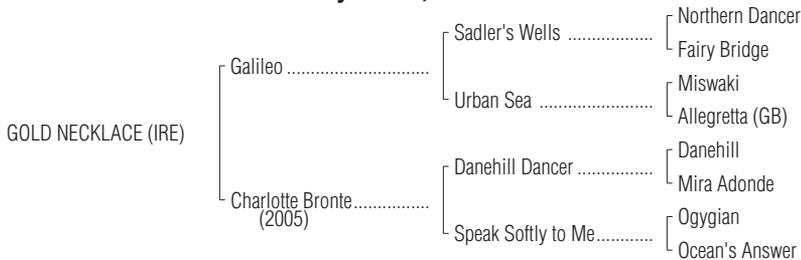 Northern Dancer
Sadler's Wells ..................
Fairy Bridge
Galileo ..............................
Miswaki
Urban Sea ........................
Allegretta (GB)
GOLD NECKLACE (IRE)
Danehill
Danehill Dancer ................
Mira Adonde
Charlotte Bronte................
(2005)
Ogygian
Speak Softly to Me............
Ocean's Answer